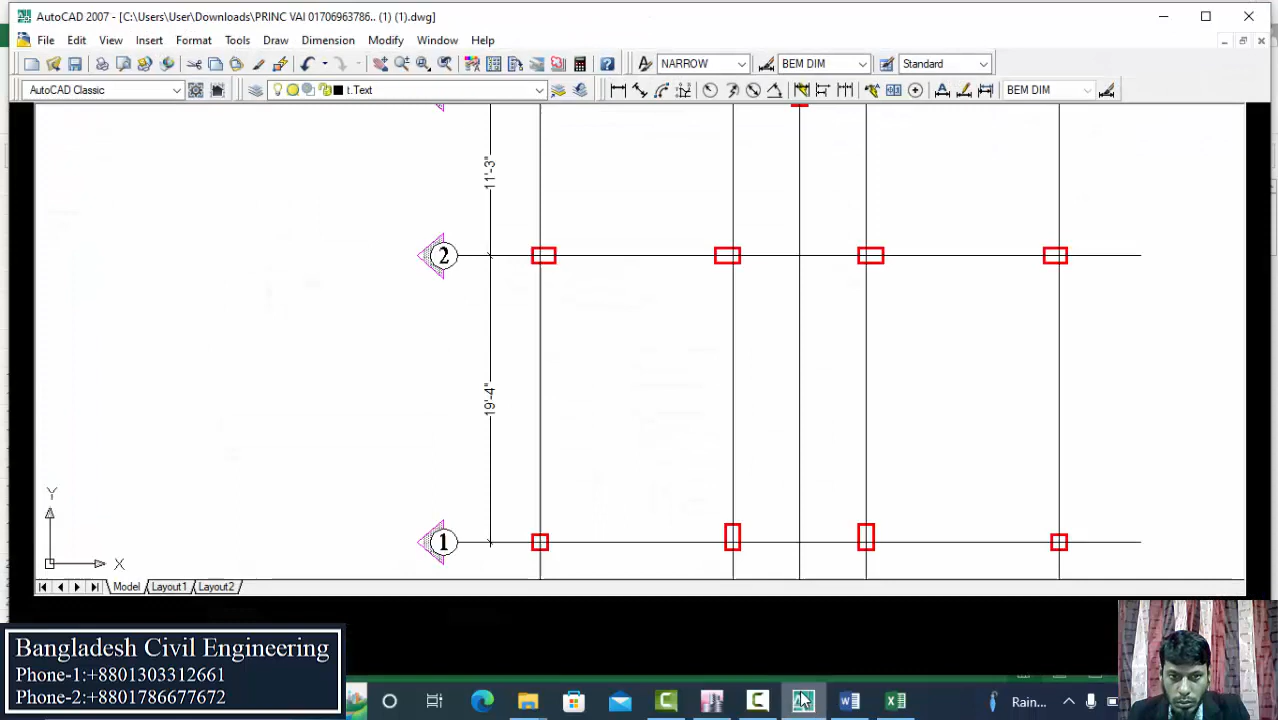 AutoCAD 2007 - [C:\Users\User\Downloads\PRINC VAI 01706963786.. (1) (1).dwg]
File Edit View Insert Format Tools Draw Dimension Modify Window Help
NARROW BEM DIM Standard
AutoCAD Classic t.Text BEM DIM
11'-3"
2
19'-4"
1
Y
X
Model Layout1 Layout2
Bangladesh Civil Engineering
Phone-1:+8801303312661
Phone-2:+8801786677672
Rain...